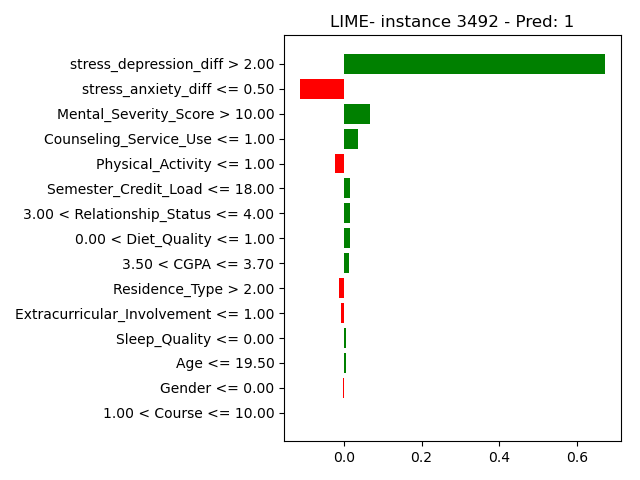 LIME- instance 3492 - Pred: 1
stress_depression_diff > 2.00
stress_anxiety_diff <= 0.50
Mental_Severity_Score > 10.00
Counseling_Service_Use <= 1.00
Physical_Activity <= 1.00
Semester_Credit_Load <= 18.00
3.00 < Relationship_Status <= 4.00
0.00 < Diet_Quality <= 1.00
3.50 < CGPA <= 3.70
Residence_Type > 2.00
Extracurricular_Involvement <= 1.00
Sleep_Quality <= 0.00
Age <= 19.50
Gender <= 0.00
1.00 < Course <= 10.00
0.0 0.2 0.4 0.6